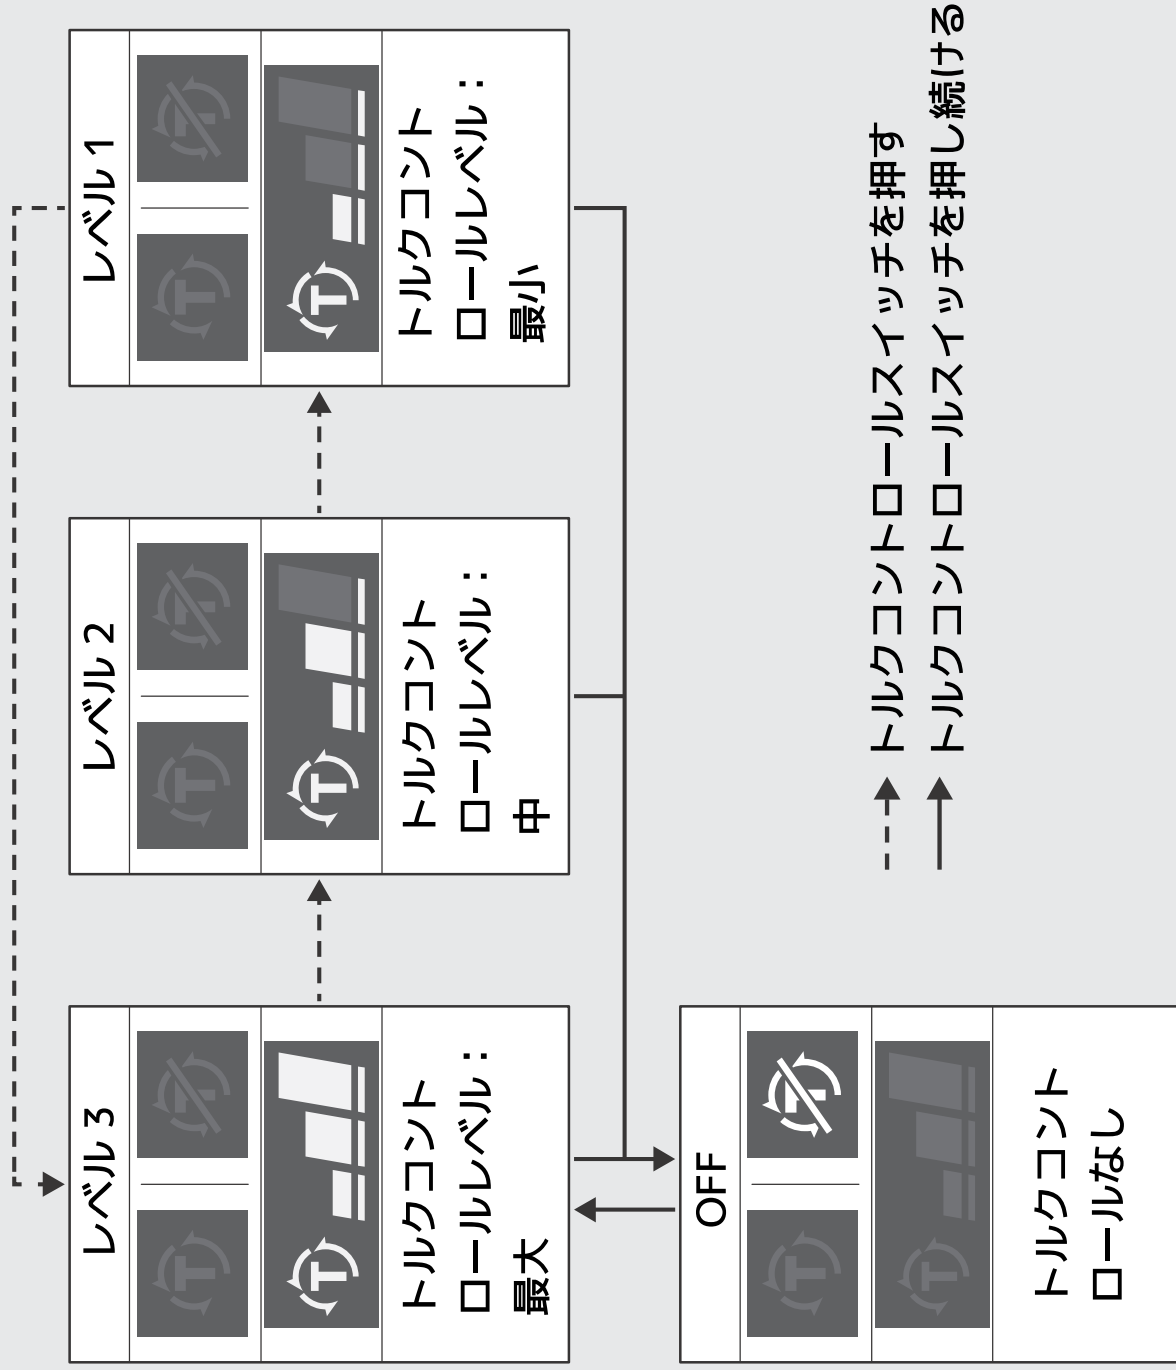 レベル 3
トルクコント
ロールレベル：
最大
レベル 2
トルクコント
ロールレベル：
中
レベル 1
トルクコント
ロールレベル：
最小
OFF
トルクコント
ロールなし
トルクコントロールスイッチを押す
トルクコントロールスイッチを押し続ける